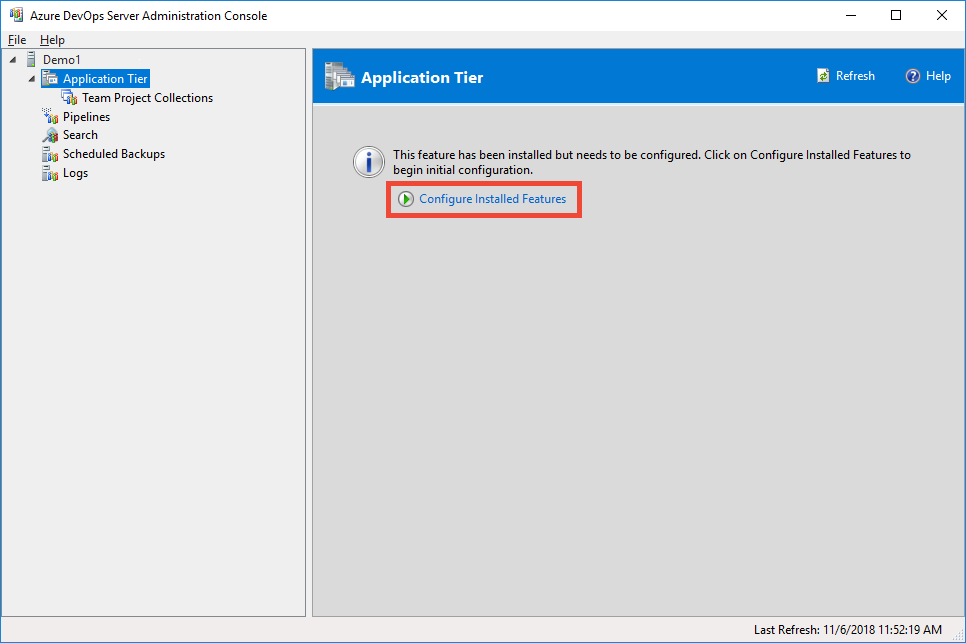 Azure DevOps Server Administration Console
File Help
Demo1
Application Tier
Team Project Collections
Pipelines
Search
Scheduled Backups
Logs
Application Tier
Refresh
Help
This feature has been installed but needs to be configured. Click on Configure Installed Features to
begin initial configuration.
Configure Installed Features
Last Refresh: 11/6/2018 11:52:19 AM